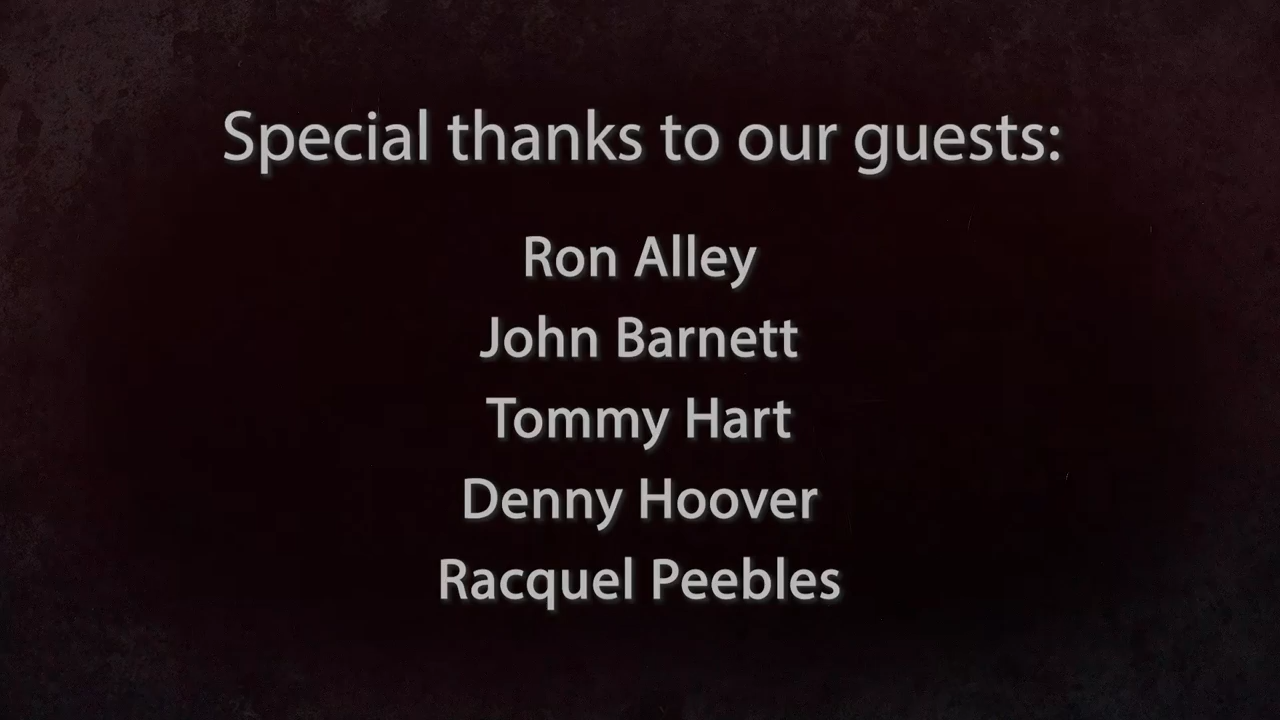 Special thanks to our guests:
Ron Alley
John Barnett
Tommy Hart
Denny Hoover
Racquel Peebles